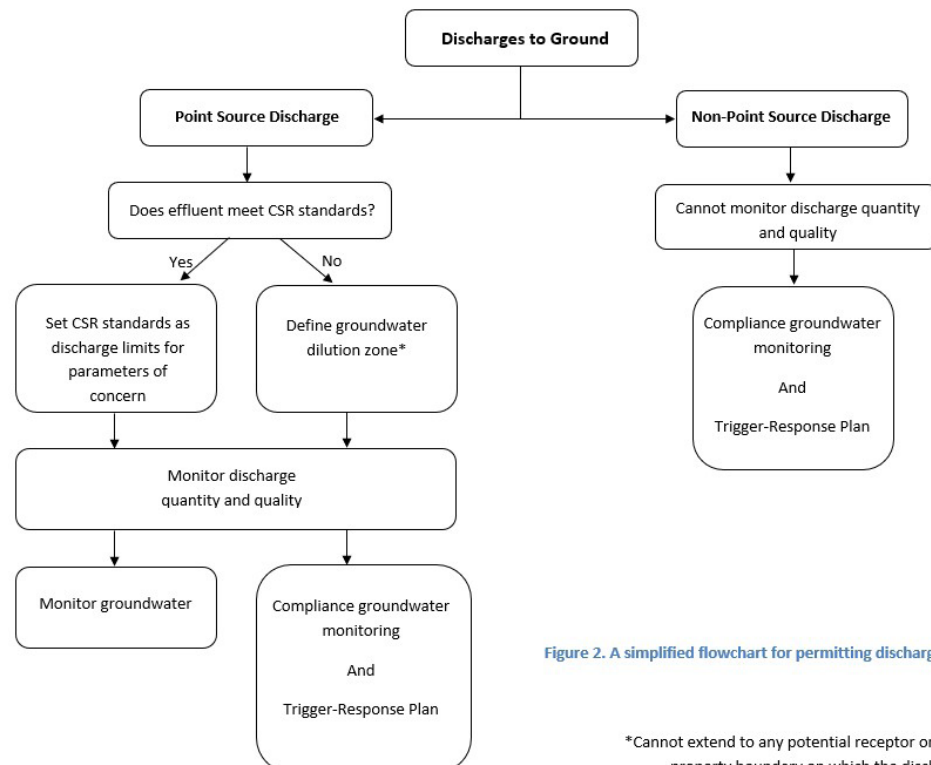 Discharges to Ground
Point Source Discharge
Non-Point Source Discharge
Does effluent meet CSR standards?
Cannot monitor discharge quantity
and quality
Yes
No
Set CSR standards as
discharge limits for
parameters of
concern
Define groundwater
dilution zone*
Compliance groundwater
monitoring
And
Trigger-Response Plan
Monitor discharge
quantity and quality
Monitor groundwater
Compliance groundwater
monitoring
And
Trigger-Response Plan
Figure 2. A simplified flowchart for permitting discharg
*Cannot extend to any potential receptor or
property boundary on which the disch